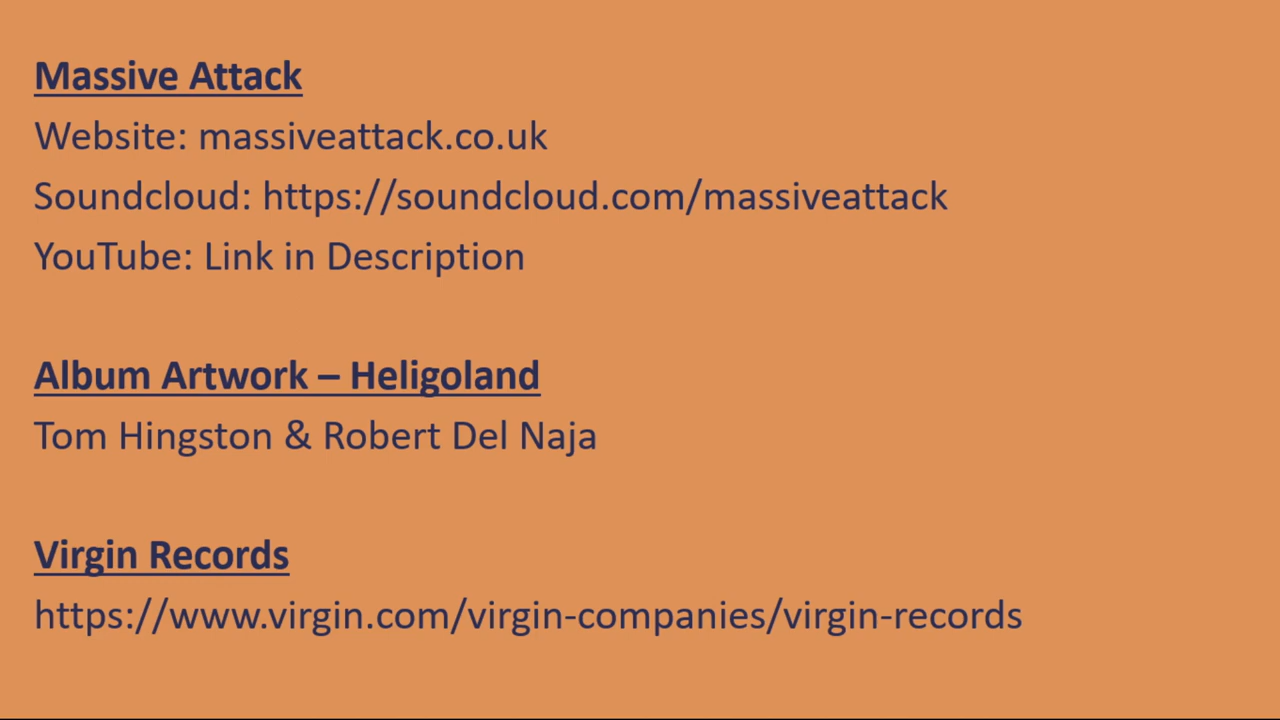 Massive Attack
Website: massiveattack.co.uk
Soundcloud: https://soundcloud.com/massiveattack
YouTube: Link in Description
Album Artwork – Heligoland
Tom Hingston & Robert Del Naja
Virgin Records
https://www.virgin.com/virgin-companies/virgin-records